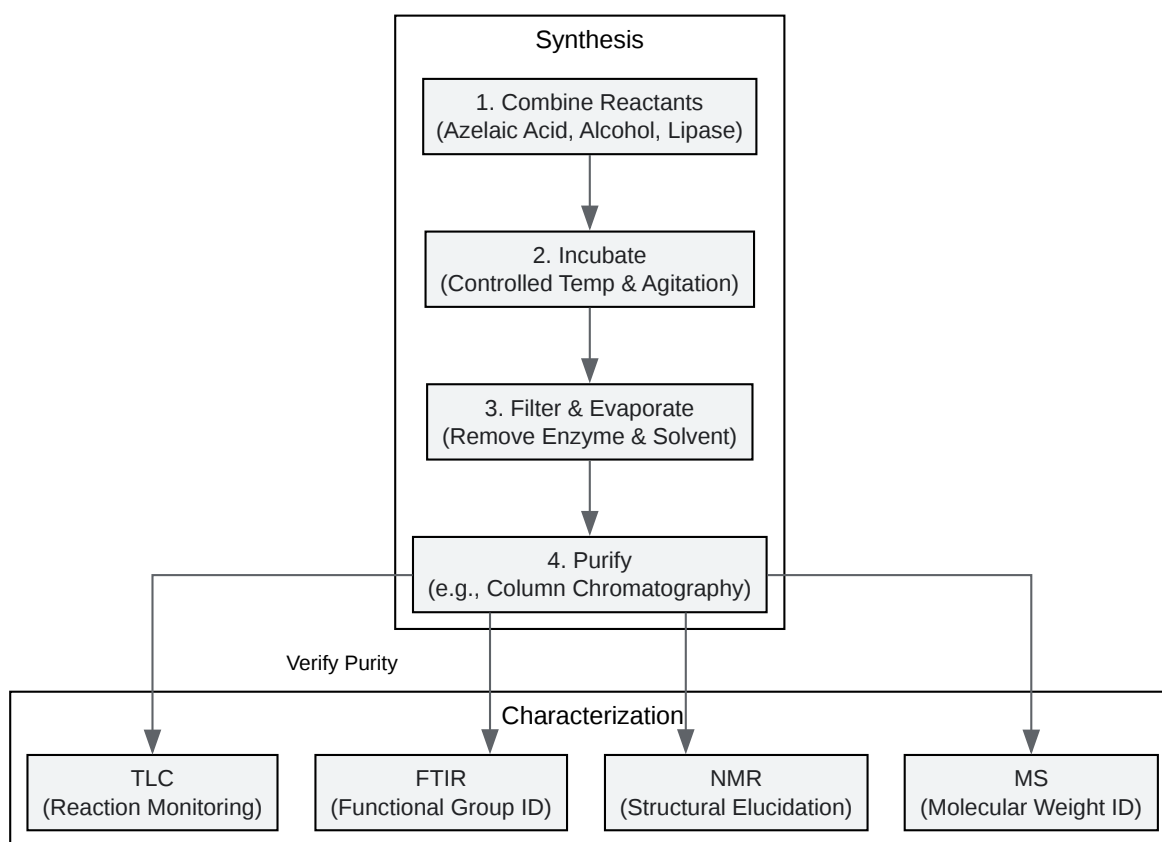 Synthesis
1. Combine Reactants
(Azelaic Acid, Alcohol, Lipase)
2. Incubate
(Controlled Temp & Agitation)
3. Filter & Evaporate
(Remove Enzyme & Solvent)
4. Purify
(e.g., Column Chromatography)
Verify Purity
Characterization
TLC
(Reaction Monitoring)
FTIR
(Functional Group ID)
NMR
(Structural Elucidation)
MS
(Molecular Weight ID)